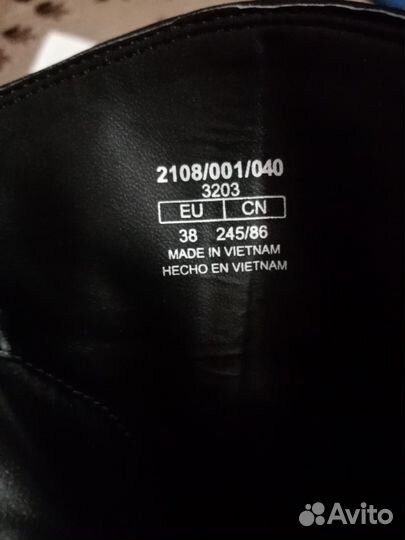 2108/001/040
3203
EU CN
38 245/86
MADE IN VIETNAM
HECHO EN VIETNAM
Avito